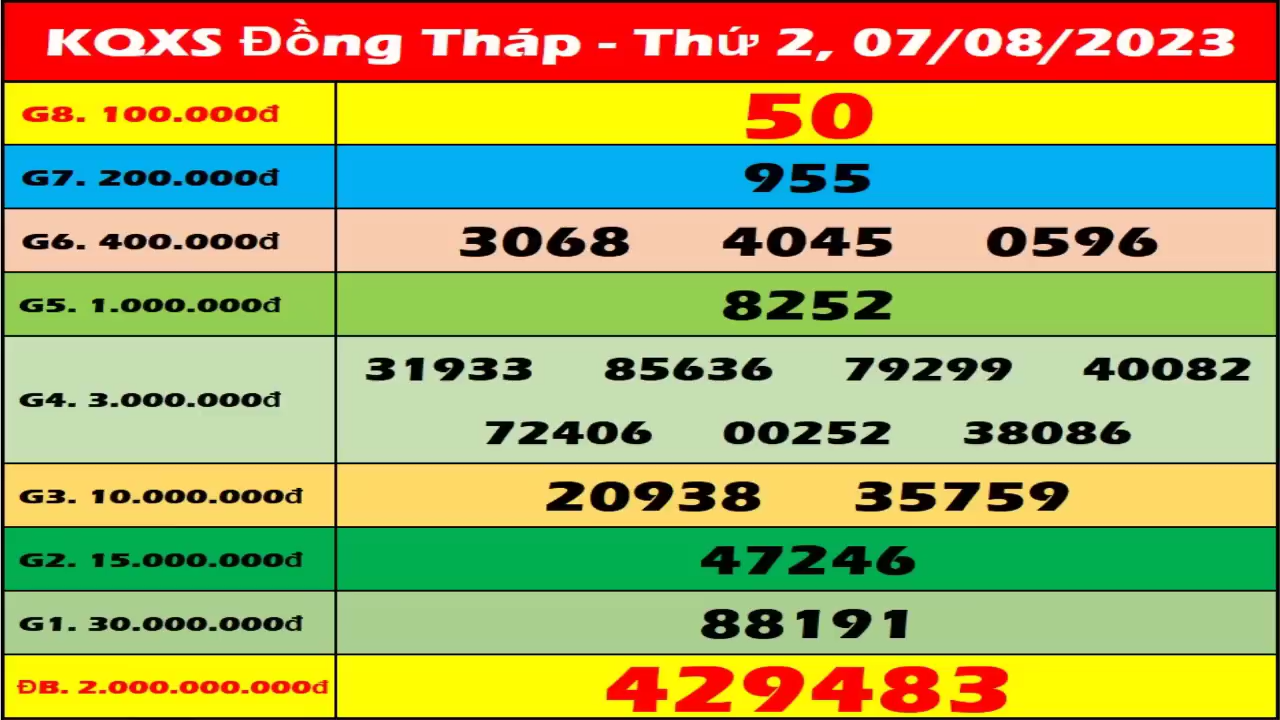 KQXS Đồng Tháp - Thứ 2, 07/08/2023
G8. 100.000đ 50
G7. 200.000đ 955
G6. 400.000đ 3068 4045 0596
G5. 1.000.000đ 8252
G4. 3.000.000đ 31933 85636 79299 40082
72406 00252 38086
G3. 10.000.000đ 20938 35759
G2. 15.000.000đ 47246
G1. 30.000.000đ 88191
ĐB. 2.000.000.000đ 429483